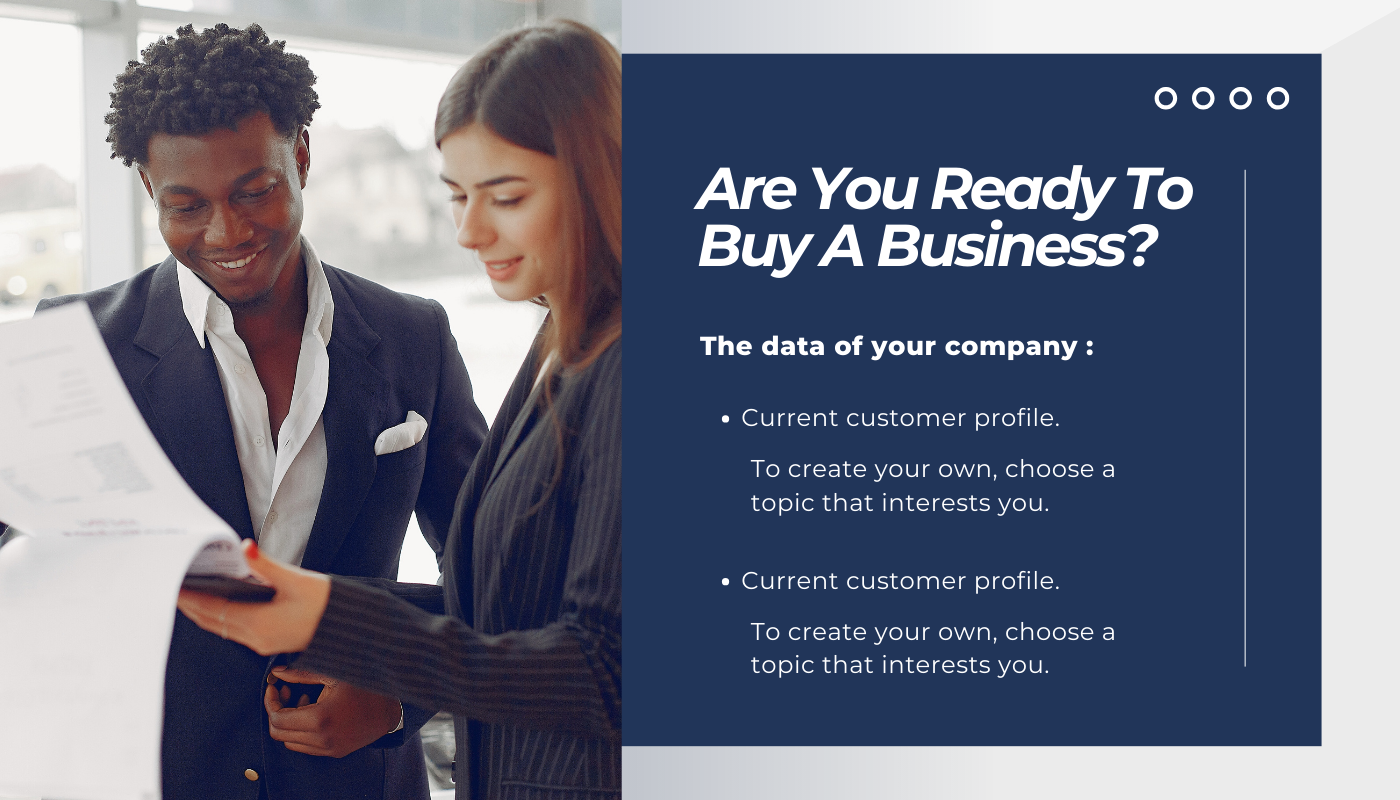 Are You Ready To
Buy A Business?
The data of your company :
• Current customer profile.
To create your own, choose a
topic that interests you.
• Current customer profile.
To create your own, choose a
topic that interests you.